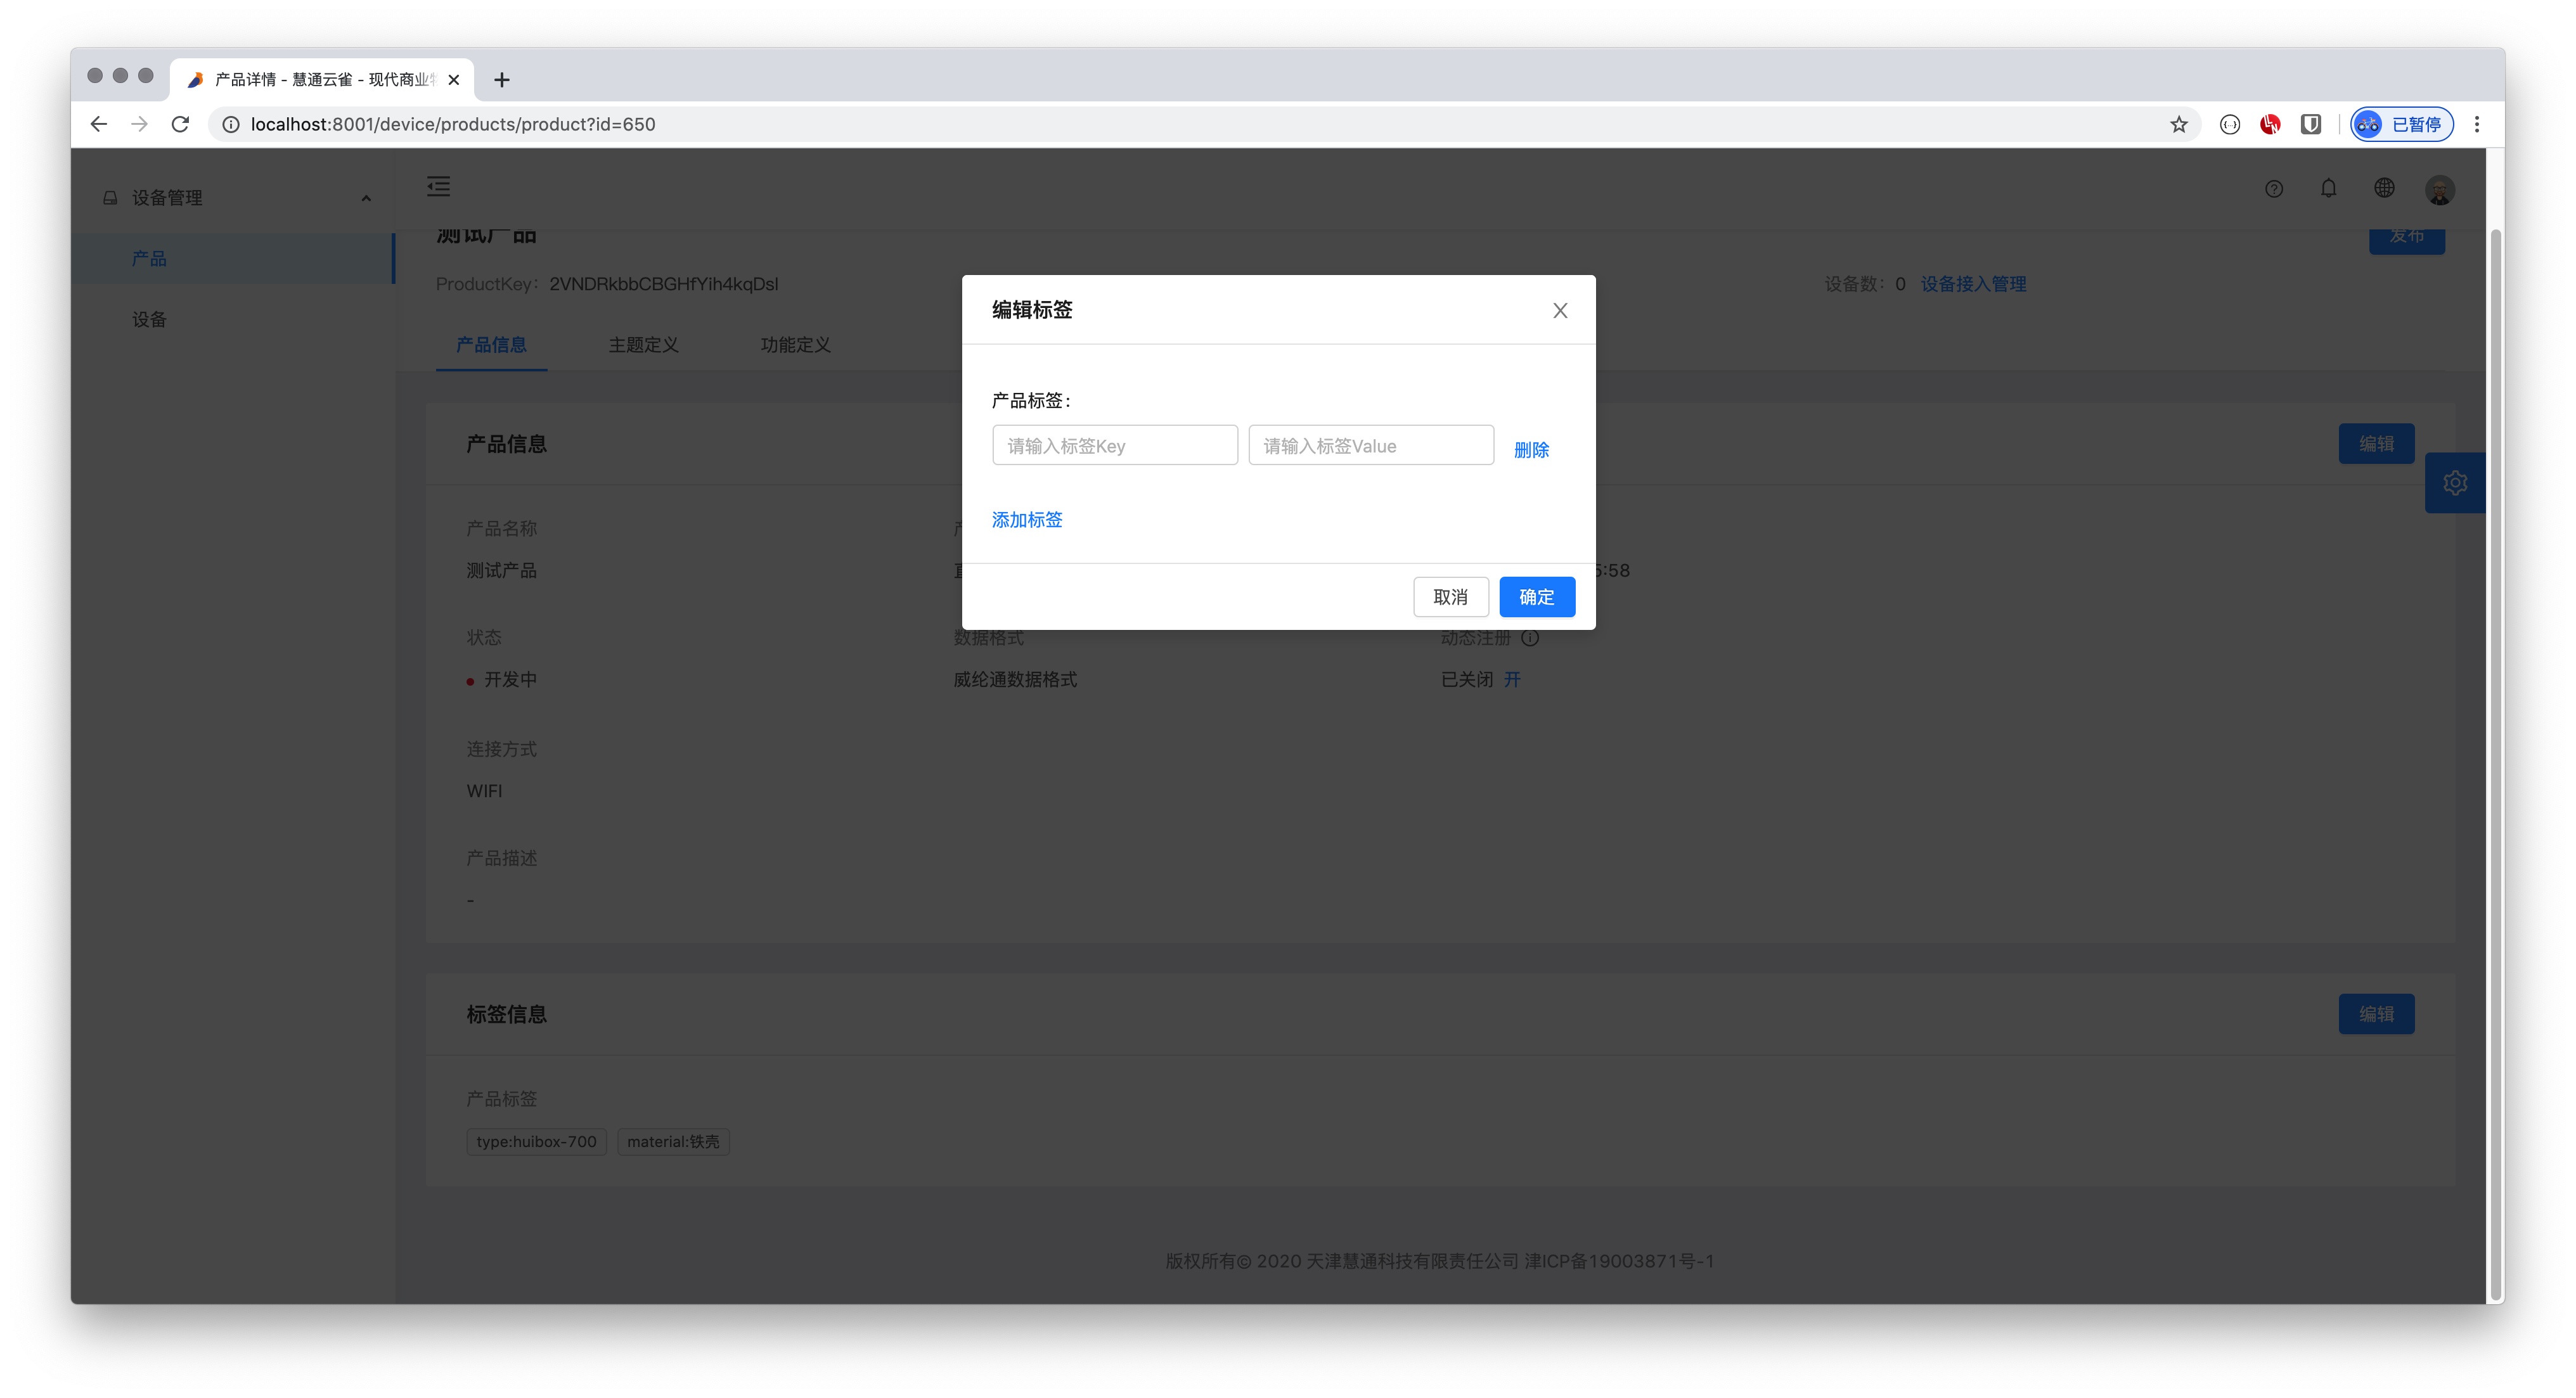 产品详情 - 慧通云雀 - 现代商业
localhost:8001/device/products/product?id=650
已暂停
设备管理
产品
设备
测试产品
发布
ProductKey: 2VNDRkbbCBGHfYih4kqDsl
设备数: 0 设备接入管理
产品信息 主题定义 功能定义
编辑标签
产品标签:
请输入标签Key 请输入标签Value 删除
添加标签
取消 确定
产品信息
编辑
产品名称
测试产品
5:58
状态 数据格式 动态注册
开发中 威纶通数据格式 已关闭 开
连接方式
WIFI
产品描述
-
标签信息
编辑
产品标签
type:huibox-700 material:铁壳
版权所有© 2020 天津慧通科技有限责任公司 津ICP备19003871号-1